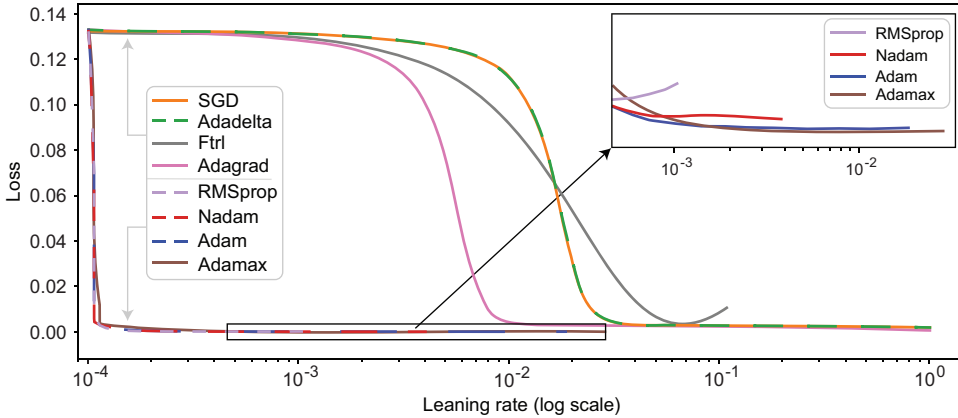 0.14
0.12
0.10
0.08
0.06
0.04
0.02
0.00
Loss
SGD
Adadelta
Ftrl
Adagrad
RMSprop
Nadam
Adam
Adamax
RMSprop
Nadam
Adam
Adamax
10⁻³
10⁻²
10⁻⁴
10⁻³
10⁻²
10⁻¹
10⁰
Leaning rate (log scale)